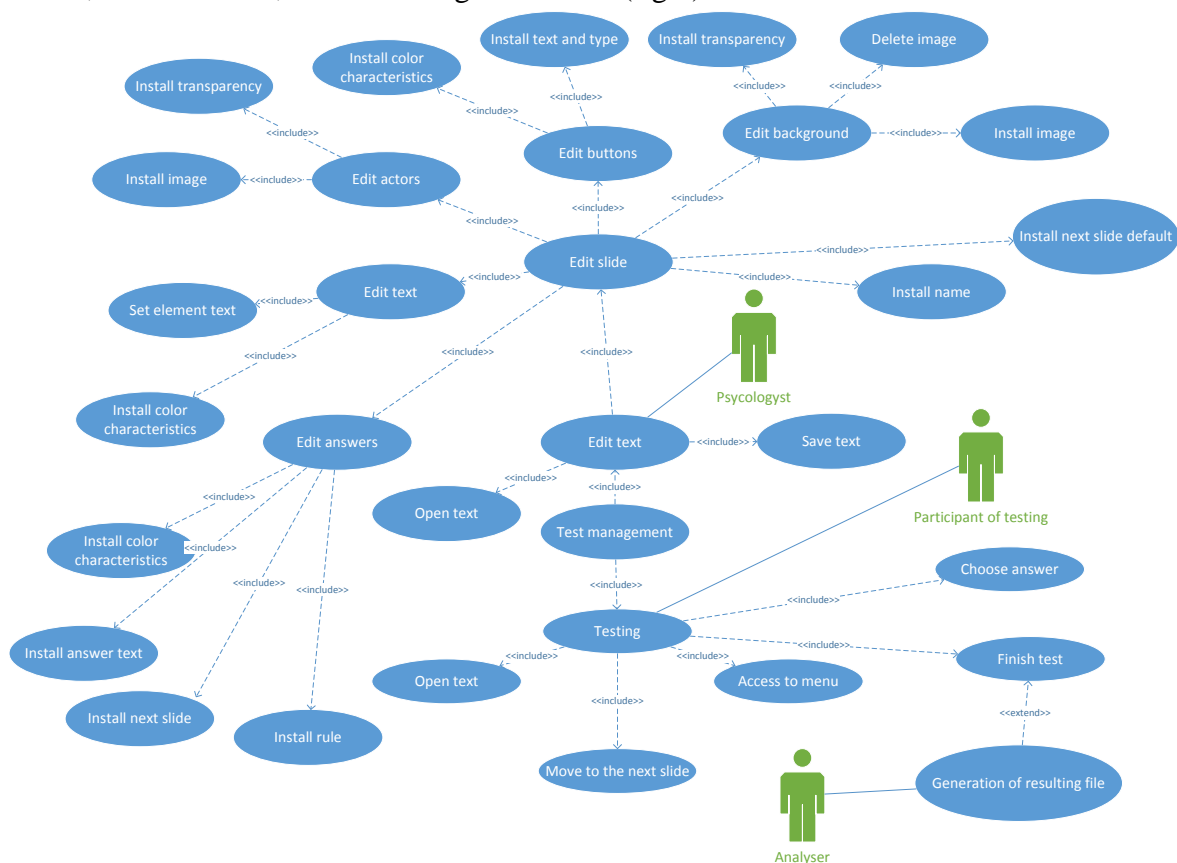 Install text and type
Install transparency
Delete image
Install color
characteristics
Install transparency
<<include>>
<<include>>
<<include>>
<<include>>
<<include>>
Edit buttons
Edit background
<<include>>
Install image
Install image
<<include>>
Edit actors
<<include>>
<<include>>
<<include>>
Install next slide default
<<include>>
Edit slide
<<include>>
<<include>>
Edit text
Install name
Set element text
<<include>>
<<include>>
<<include>>
<<include>>
Psycologyst
Install color
characteristics
Edit answers
Edit text
<<include>>
Save text
<<include>>
<<include>>
<<include>>
Open text
Test management
Participant of testing
Install color
characteristics
<<include>>
<<include>>
<<include>>
<<include>>
<<include>>
Choose answer
<<include>>
Testing
<<include>>
Install answer text
<<include>>
<<include>>
Finish test
Open text
Access to menu
<<include>>
Install next slide
<<extend>>
Install rule
Move to the next slide
Generation of resulting file
Analyser